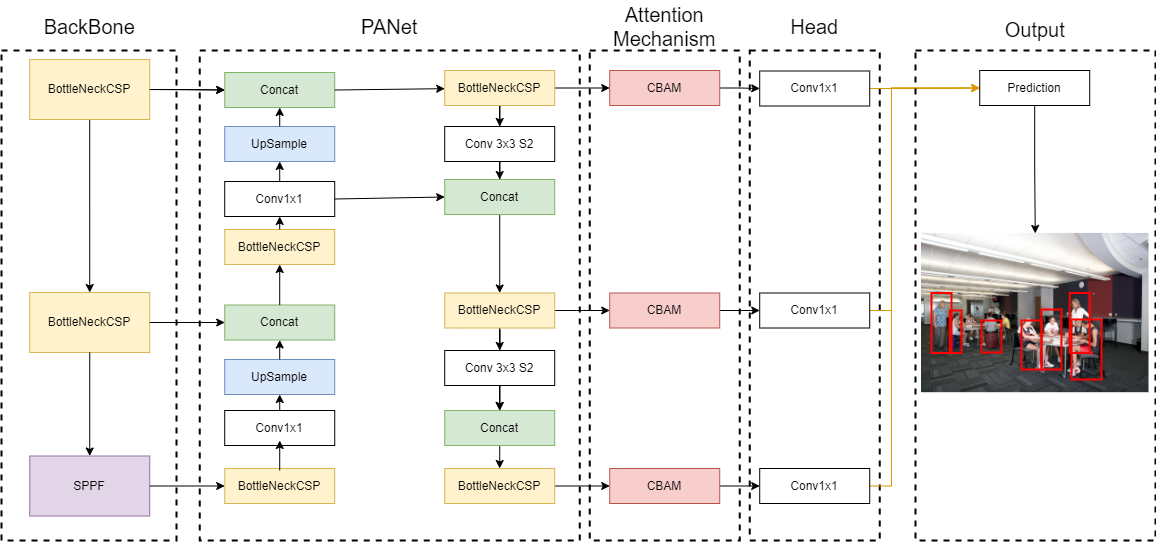 BackBone
PANet
Attention
Mechanism
Head
Output
BottleNeckCSP
BottleNeckCSP
SPPF
Concat
UpSample
Conv1x1
BottleNeckCSP
Concat
UpSample
Conv1x1
BottleNeckCSP
BottleNeckCSP
Conv 3x3 S2
Concat
BottleNeckCSP
Conv 3x3 S2
Concat
BottleNeckCSP
CBAM
CBAM
CBAM
Conv1x1
Conv1x1
Conv1x1
Prediction